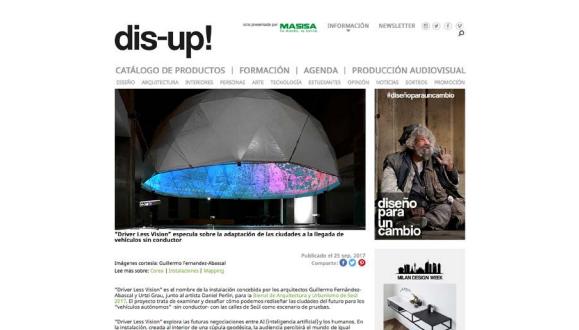 sitio presentado por MASISA
Tu mundo, tu estilo
INFORMACIÓN
NEWSLETTER
dis-up!
CATÁLOGO DE PRODUCTOS | FORMACIÓN | AGENDA | PRODUCCIÓN AUDIOVISUAL
DISEÑO ARQUITECTURA INTERIORES PERSONAS ARTE TECNOLOGÍA ESTUDIANTES OPINIÓN NOTICIAS SORTEOS PROMOCIÓN
#diseñoparauncambio
diseño
para
un
cambio
"Driver Less Vision" especula sobre la adaptación de las ciudades a la llegada de
vehículos sin conductor
Publicado el 25 sep, 2017
Imágenes cortesía: Guillermo Fernández-Abascal
Compartir:
Lee más sobre: Corea | Instalaciones | Mapping
MILAN DESIGN WEEK
"Driver Less Vision" es el nombre de la instalación concebida por los arquitectos Guillermo Fernández-
Abascal y Urtzi Grau, junto al artista Daniel Perlin, para la Bienal de Arquitectura y Urbanismo de Seúl
2017. El proyecto trata de examinar y desafiar cómo podemos rediseñar las ciudades del futuro para los
"vehículos autónomos" -sin conductor- con las calles de Seúl como escenario de pruebas.
"Driver Less Vision" explora las futuras negociaciones entre AI [inteligencia artificial] y los humanos. En
la instalación, creada al interior de una cúpula geodésica, la audiencia percibirá el mundo de igual